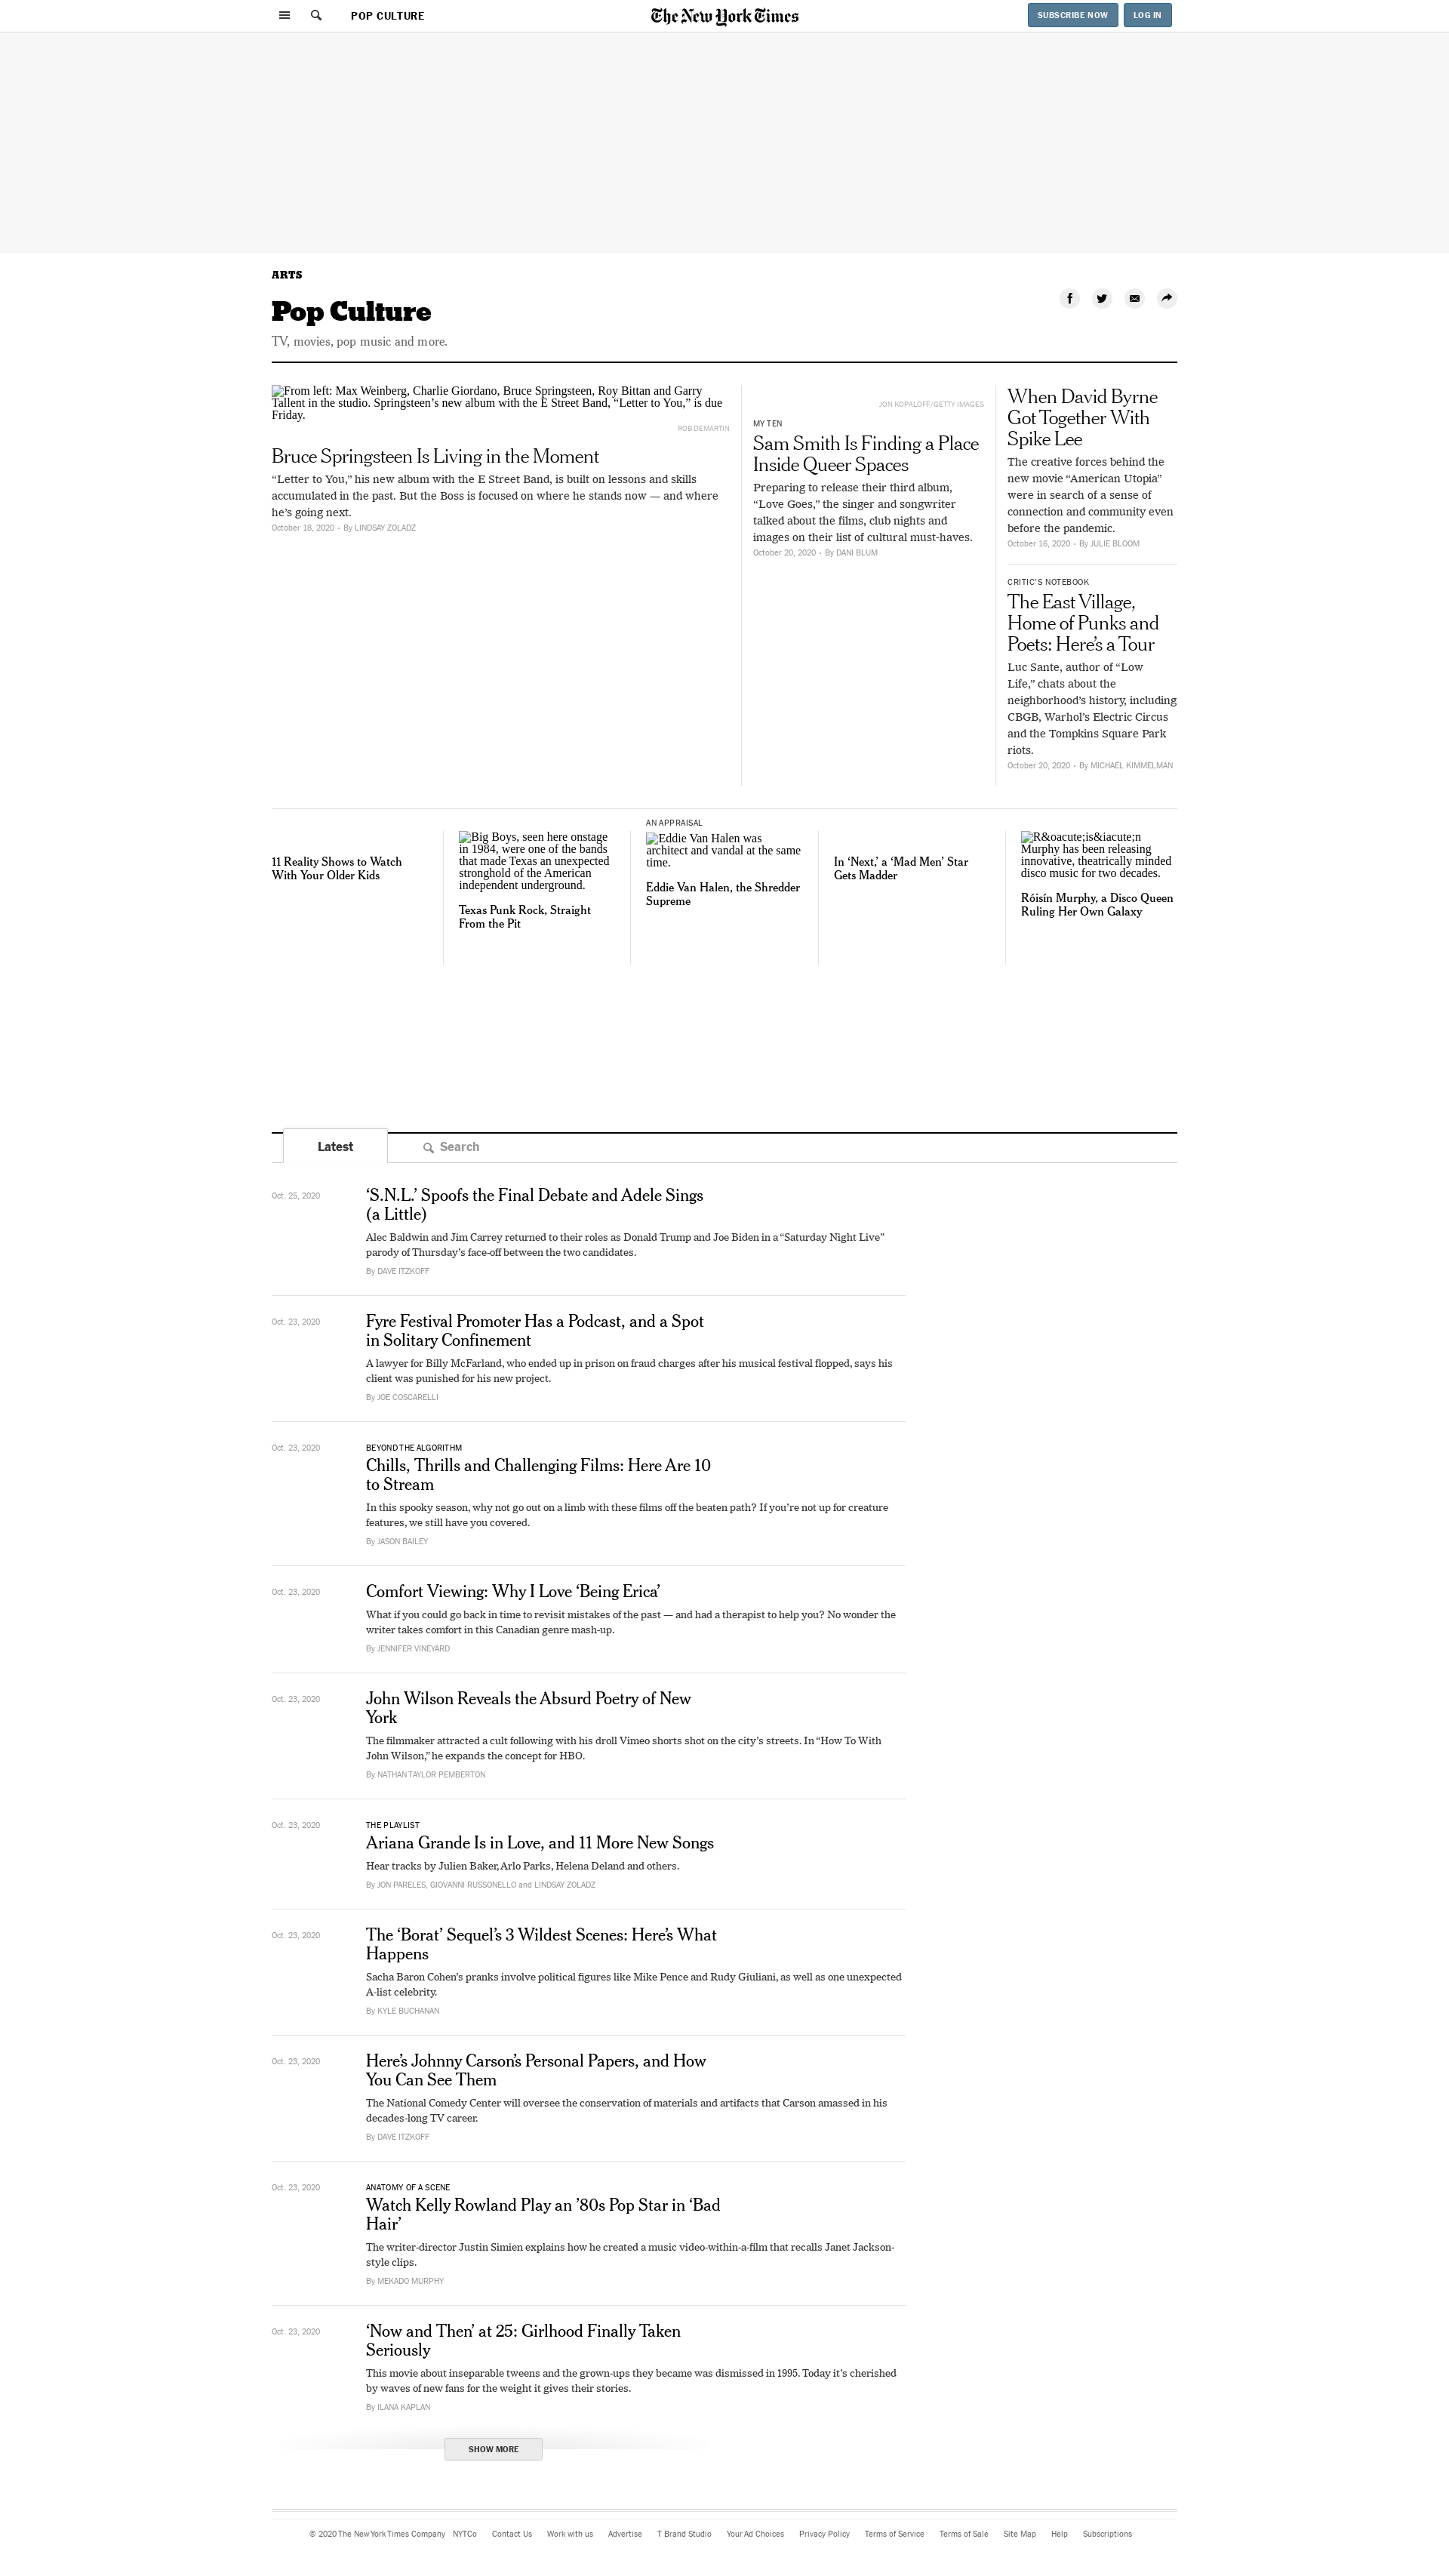 POP CULTURE
The New York Times
SUBSCRIBE NOW
LOG IN
ARTS
Pop Culture
TV, movies, pop music and more.
From left: Max Weinberg, Charlie Giordano, Bruce Springsteen, Roy Bittan and Garry
Tallent in the studio. Springsteen’s new album with the E Street Band, “Letter to You,” is due
Friday.
ROB DEMARTIN
Bruce Springsteen Is Living in the Moment
“Letter to You,” his new album with the E Street Band, is built on lessons and skills
accumulated in the past. But the Boss is focused on where he stands now — and where
he’s going next.
October 18, 2020 • By LINDSAY ZOLADZ
JON KOPALOFF/GETTY IMAGES
MY TEN
Sam Smith Is Finding a Place
Inside Queer Spaces
Preparing to release their third album,
“Love Goes,” the singer and songwriter
talked about the films, club nights and
images on their list of cultural must-haves.
October 20, 2020 • By DANI BLUM
When David Byrne
Got Together With
Spike Lee
The creative forces behind the
new movie “American Utopia”
were in search of a sense of
connection and community even
before the pandemic.
October 16, 2020 • By JULIE BLOOM
CRITIC’S NOTEBOOK
The East Village,
Home of Punks and
Poets: Here’s a Tour
Luc Sante, author of “Low
Life,” chats about the
neighborhood’s history, including
CBGB, Warhol’s Electric Circus
and the Tompkins Square Park
riots.
October 20, 2020 • By MICHAEL KIMMELMAN
11 Reality Shows to Watch
With Your Older Kids
Big Boys, seen here onstage
in 1984, were one of the bands
that made Texas an unexpected
stronghold of the American
independent underground.
Texas Punk Rock, Straight
From the Pit
AN APPRAISAL
Eddie Van Halen was
architect and vandal at the same
time.
Eddie Van Halen, the Shredder
Supreme
In ‘Next,’ a ‘Mad Men’ Star
Gets Madder
R&oacute;is&iacute;n
Murphy has been releasing
innovative, theatrically minded
disco music for two decades.
Róisín Murphy, a Disco Queen
Ruling Her Own Galaxy
Latest
Search
Oct. 25, 2020
‘S.N.L.’ Spoofs the Final Debate and Adele Sings
(a Little)
Alec Baldwin and Jim Carrey returned to their roles as Donald Trump and Joe Biden in a “Saturday Night Live”
parody of Thursday’s face-off between the two candidates.
By DAVE ITZKOFF
Oct. 23, 2020
Fyre Festival Promoter Has a Podcast, and a Spot
in Solitary Confinement
A lawyer for Billy McFarland, who ended up in prison on fraud charges after his musical festival flopped, says his
client was punished for his new project.
By JOE COSCARELLI
Oct. 23, 2020
BEYOND THE ALGORITHM
Chills, Thrills and Challenging Films: Here Are 10
to Stream
In this spooky season, why not go out on a limb with these films off the beaten path? If you’re not up for creature
features, we still have you covered.
By JASON BAILEY
Oct. 23, 2020
Comfort Viewing: Why I Love ‘Being Erica’
What if you could go back in time to revisit mistakes of the past — and had a therapist to help you? No wonder the
writer takes comfort in this Canadian genre mash-up.
By JENNIFER VINEYARD
Oct. 23, 2020
John Wilson Reveals the Absurd Poetry of New
York
The filmmaker attracted a cult following with his droll Vimeo shorts shot on the city’s streets. In “How To With
John Wilson,” he expands the concept for HBO.
By NATHAN TAYLOR PEMBERTON
Oct. 23, 2020
THE PLAYLIST
Ariana Grande Is in Love, and 11 More New Songs
Hear tracks by Julien Baker, Arlo Parks, Helena Deland and others.
By JON PARELES, GIOVANNI RUSSONELLO and LINDSAY ZOLADZ
Oct. 23, 2020
The ‘Borat’ Sequel’s 3 Wildest Scenes: Here’s What
Happens
Sacha Baron Cohen’s pranks involve political figures like Mike Pence and Rudy Giuliani, as well as one unexpected
A-list celebrity.
By KYLE BUCHANAN
Oct. 23, 2020
Here’s Johnny Carson’s Personal Papers, and How
You Can See Them
The National Comedy Center will oversee the conservation of materials and artifacts that Carson amassed in his
decades-long TV career.
By DAVE ITZKOFF
Oct. 23, 2020
ANATOMY OF A SCENE
Watch Kelly Rowland Play an ’80s Pop Star in ‘Bad
Hair’
The writer-director Justin Simien explains how he created a music video-within-a-film that recalls Janet Jackson-
style clips.
By MEKADO MURPHY
Oct. 23, 2020
‘Now and Then’ at 25: Girlhood Finally Taken
Seriously
This movie about inseparable tweens and the grown-ups they became was dismissed in 1995. Today it’s cherished
by waves of new fans for the weight it gives their stories.
By ILANA KAPLAN
SHOW MORE
© 2020 The New York Times Company NYTCo Contact Us Work with us Advertise T Brand Studio Your Ad Choices Privacy Policy Terms of Service Terms of Sale Site Map Help Subscriptions